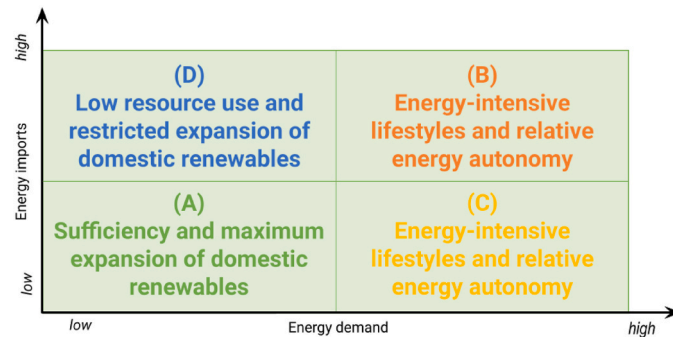 high
Energy imports
low
(D)
Low resource use and
restricted expansion of
domestic renewables
(B)
Energy-intensive
lifestyles and relative
energy autonomy
(A)
Sufficiency and maximum
expansion of domestic
renewables
(C)
Energy-intensive
lifestyles and relative
energy autonomy
low
Energy demand
high